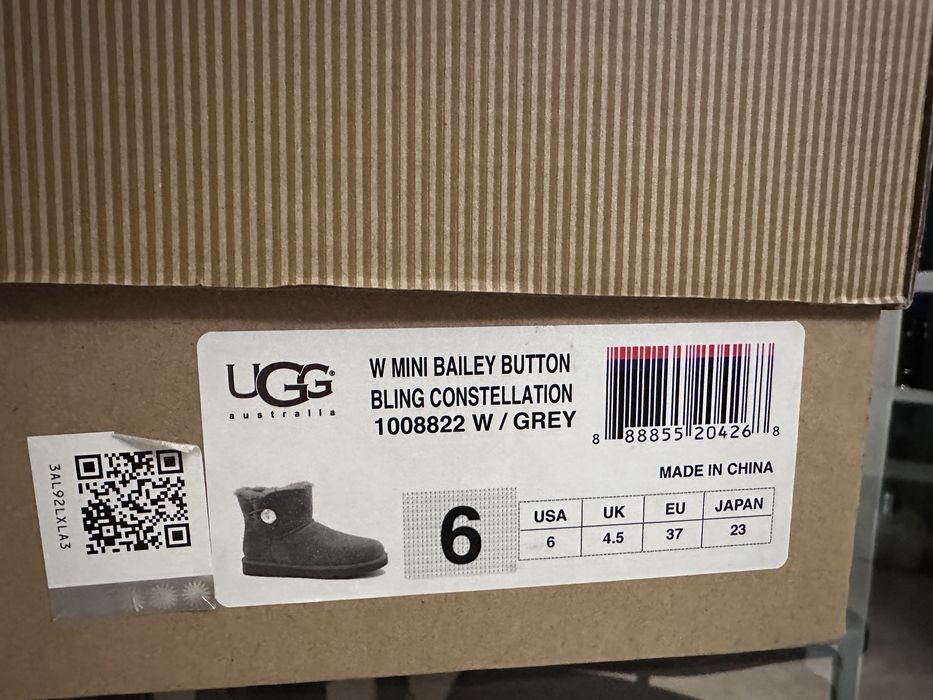 UGG®
australia
W MINI BAILEY BUTTON
BLING CONSTELLATION
1008822 W / GREY
8 88855 20426 8
MADE IN CHINA
3AL92LXLA3
6
USA UK EU JAPAN
6 4.5 37 23